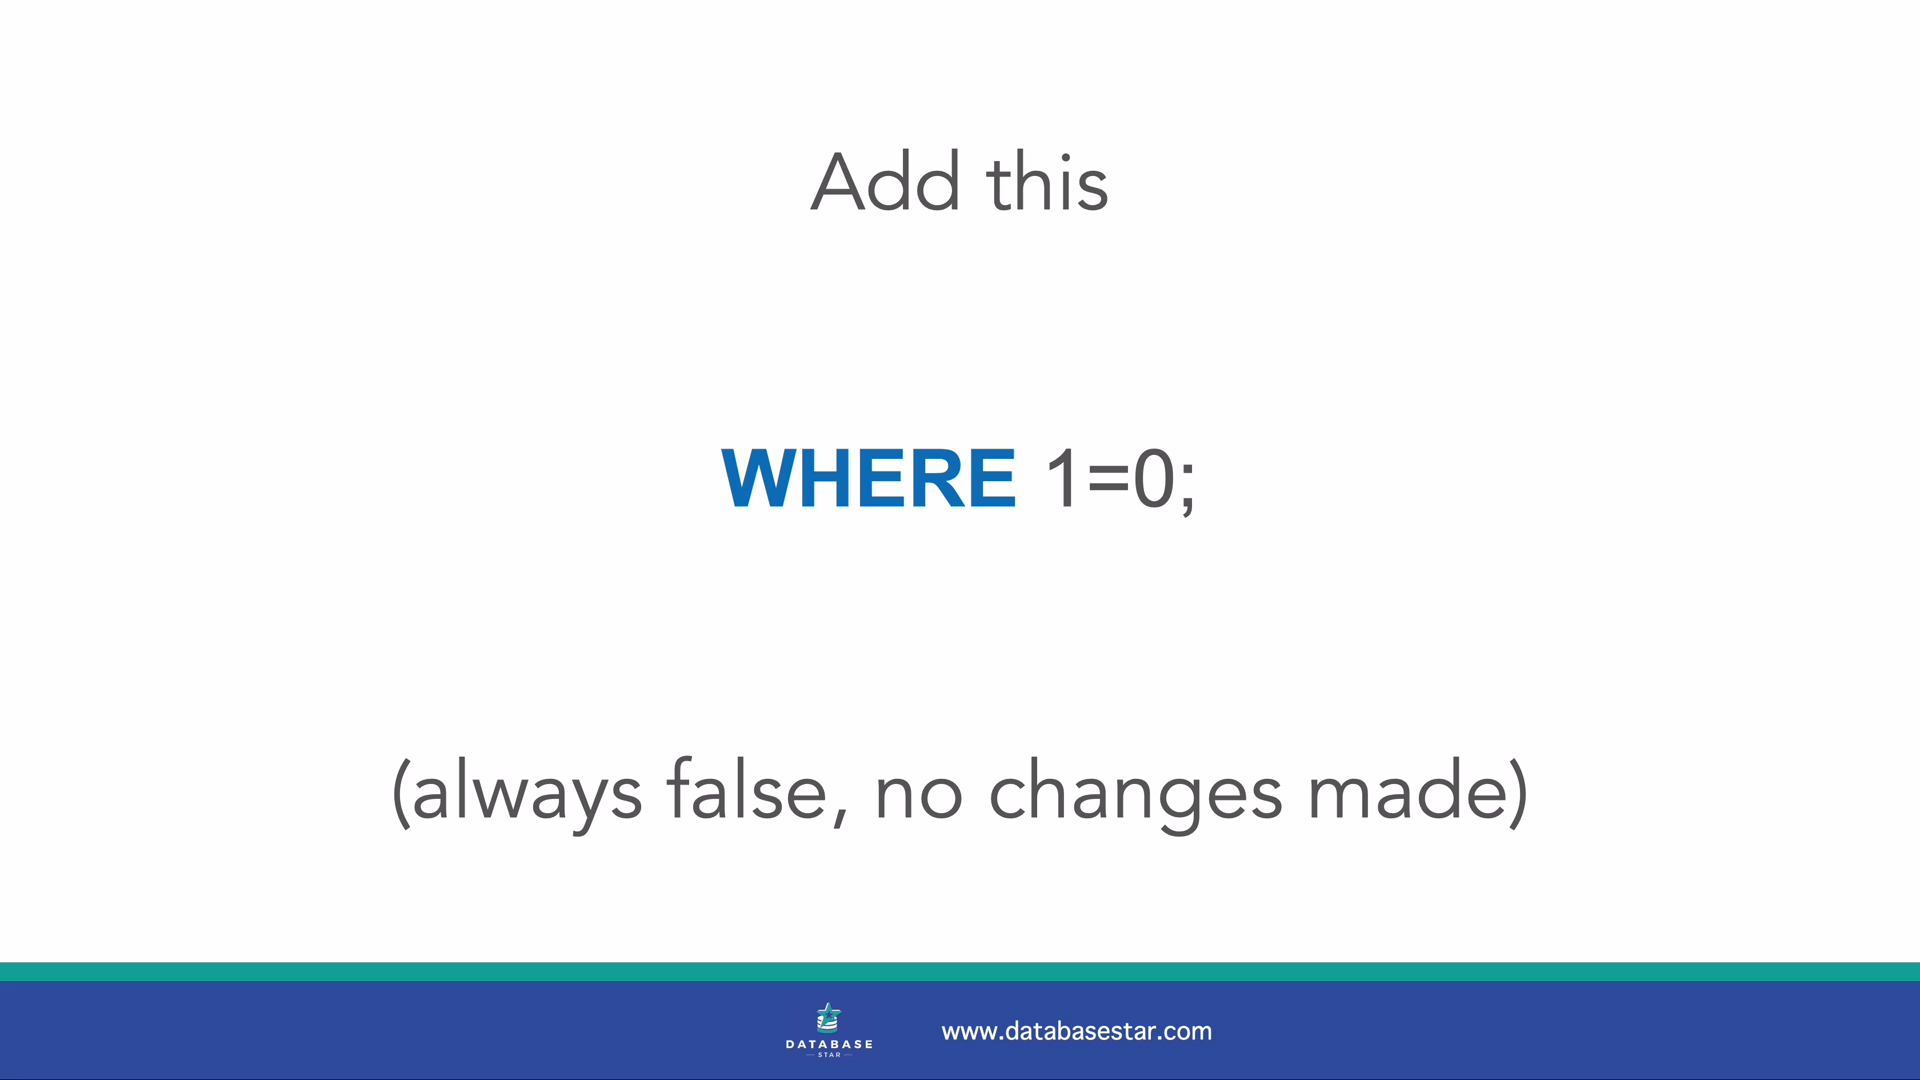 Add this
WHERE 1=0;
(always false, no changes made)
DATABASE
STAR
www.databasestar.com